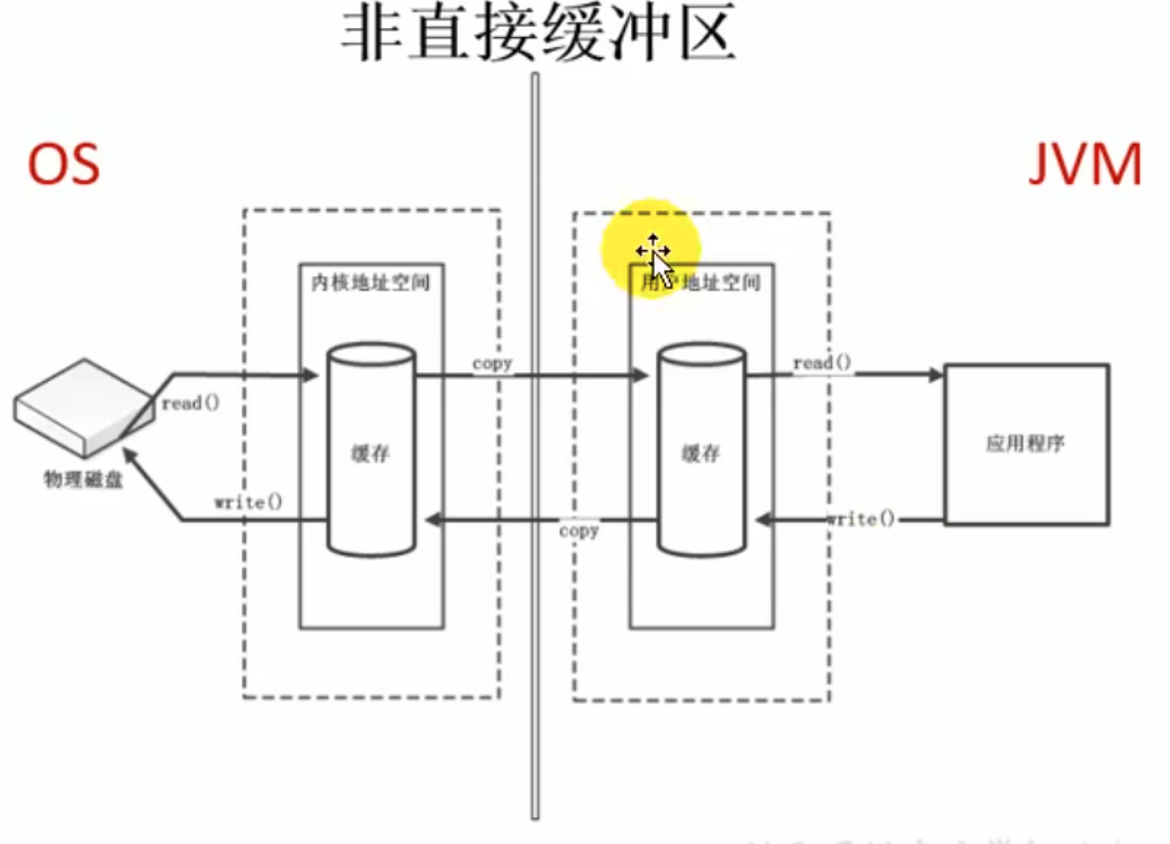 非直接缓冲区
OS
JVM
内核地址空间
用户地址空间
copy
read()
read()
缓存
缓存
应用程序
物理磁盘
write()
copy
write()